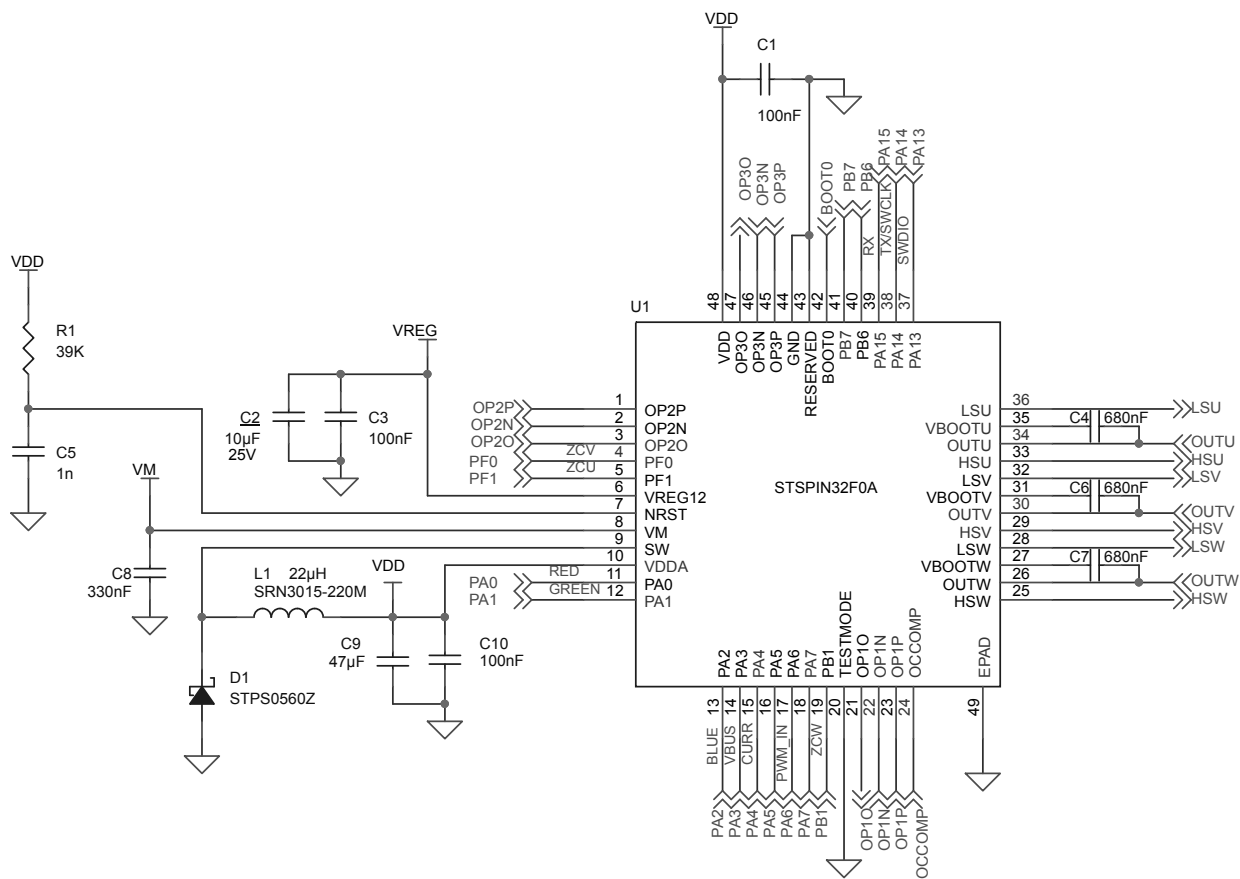 VDD
C1
100nF
OP3O
OP3N
OP3P
BOOT0
PB7
PB6
PA15
PA14
PA13
RX
TX/SWCLK
SWDIO
48
47
46
45
44
43
42
41
40
39
38
37
VDD
OP3O
OP3N
OP3P
GND
RESERVED
BOOT0
PB7
PB6
PA15
PA14
PA13
U1
STSPIN32F0A
VDD
R1
39K
C5
1n
VREG
C2
10µF
25V
C3
100nF
VM
C8
330nF
L1 22µH
SRN3015-220M
VDD
C9
47µF
C10
100nF
D1
STPS0560Z
OP2P 1 OP2P
OP2N 2 OP2N
OP2O 3 OP2O
PF0 ZCV 4 PF0
PF1 ZCU 5 PF1
6 VREG12
7 NRST
8 VM
9 SW
10 VDDA
PA0 RED 11 PA0
PA1 GREEN 12 PA1
LSU 36 LSU
VBOOTU 35 C4 680nF
OUTU 34 OUTU
HSU 33 HSU
LSV 32 LSV
VBOOTV 31 C6 680nF
OUTV 30 OUTV
HSV 29 HSV
LSW 28 LSW
VBOOTW 27 C7 680nF
OUTW 26 OUTW
HSW 25 HSW
PA2
PA3
PA4
PA5
PA6
PA7
PB1
TESTMODE
OP1O
OP1N
OP1P
OCCOMP
EPAD
13
14
15
16
17
18
19
20
21
22
23
24
49
BLUE
VBUS
CURR
PWM_IN
ZCW
PA2
PA3
PA4
PA5
PA6
PA7
PB1
OP1O
OP1N
OP1P
OCCOMP